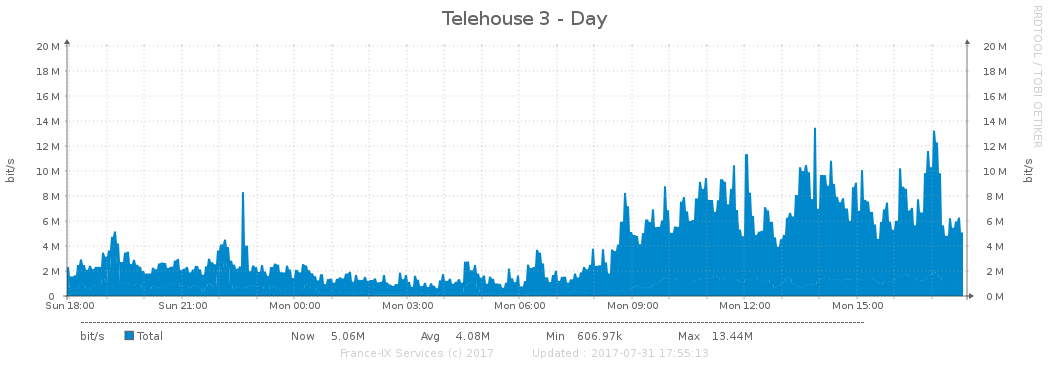 Telehouse 3 - Day
RRDTOOL / TOBI OETIKER
bit/s
bit/s
20 M 20 M
18 M 18 M
16 M 16 M
14 M 14 M
12 M 12 M
10 M 10 M
8 M 8 M
6 M 6 M
4 M 4 M
2 M 2 M
0 0 M
Sun 18:00 Sun 21:00 Mon 00:00 Mon 03:00 Mon 06:00 Mon 09:00 Mon 12:00 Mon 15:00
bit/s Total Now 5.06M Avg 4.08M Min 606.97k Max 13.44M
France-IX Services (c) 2017 Updated : 2017-07-31 17:55:13